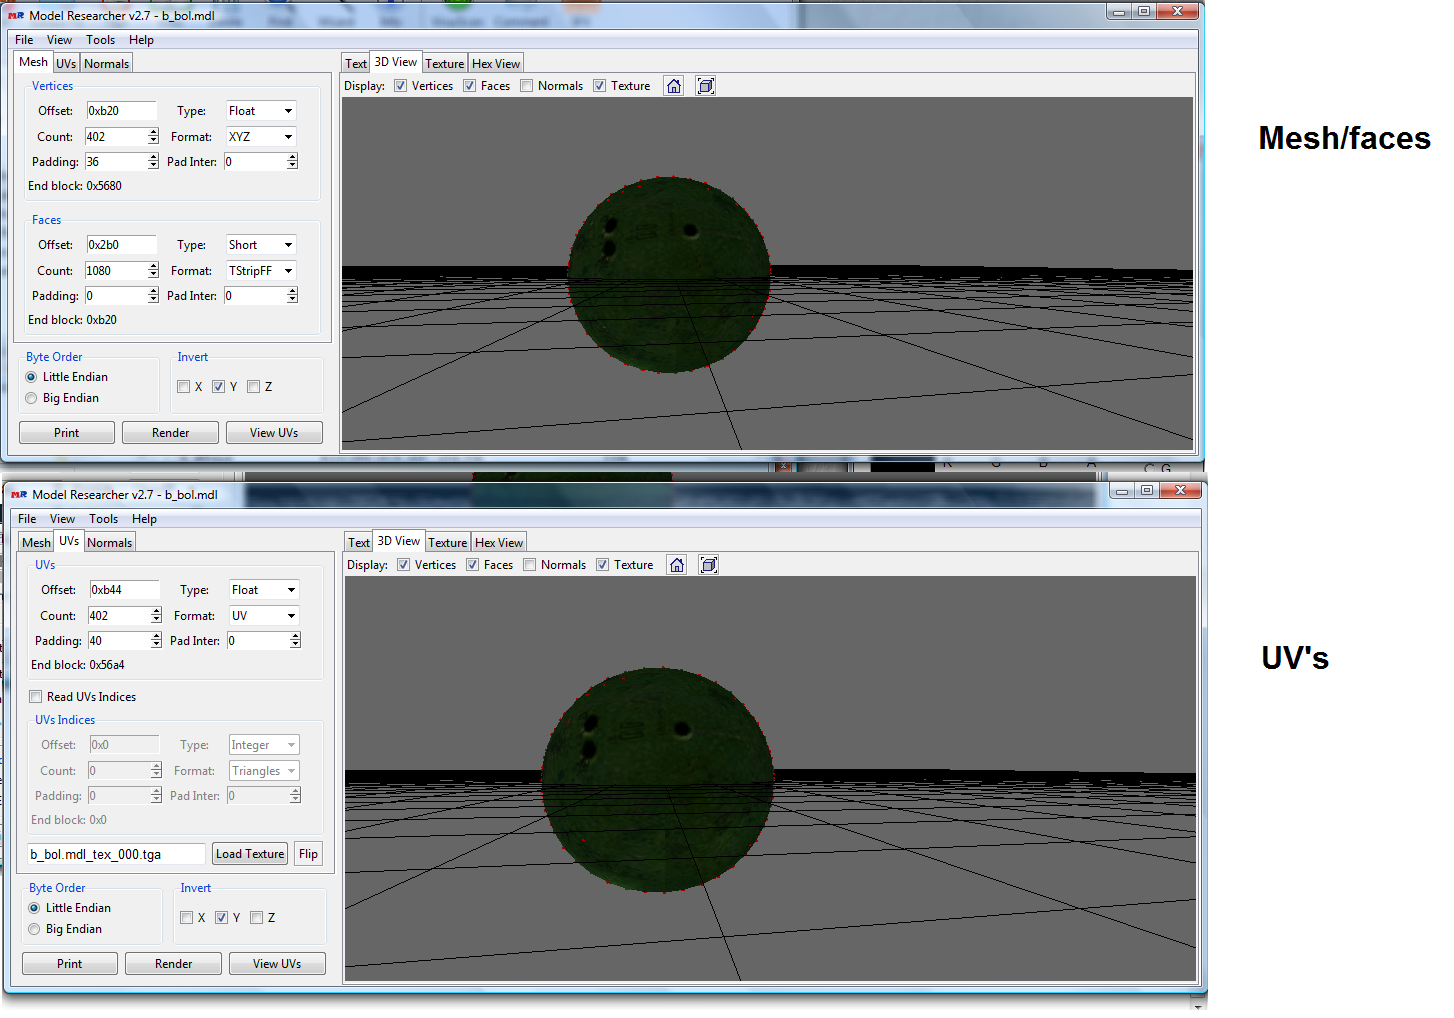 Model Researcher v2.7 - b_bol.mdl
File View Tools Help
Mesh UVs Normals
Text 3D View Texture Hex View
Display: Vertices Faces Normals Texture
Vertices
Offset: 0xb20 Type: Float
Count: 402 Format: XYZ
Padding: 36 Pad Inter: 0
End block: 0x5680
Faces
Offset: 0x2b0 Type: Short
Count: 1080 Format: TStripFF
Padding: 0 Pad Inter: 0
End block: 0xb20
Byte Order Invert
Little Endian X Y Z
Big Endian
Print Render View UVs
Mesh/faces
Model Researcher v2.7 - b_bol.mdl
File View Tools Help
Mesh UVs Normals
Text 3D View Texture Hex View
Display: Vertices Faces Normals Texture
UVs
Offset: 0xb44 Type: Float
Count: 402 Format: UV
Padding: 40 Pad Inter: 0
End block: 0x56a4
Read UVs Indices
UVs Indices
Offset: 0x0 Type: Integer
Count: 0 Format: Triangles
Padding: 0 Pad Inter: 0
End block: 0x0
b_bol.mdl_tex_000.tga Load Texture Flip
Byte Order Invert
Little Endian X Y Z
Big Endian
Print Render View UVs
UV's